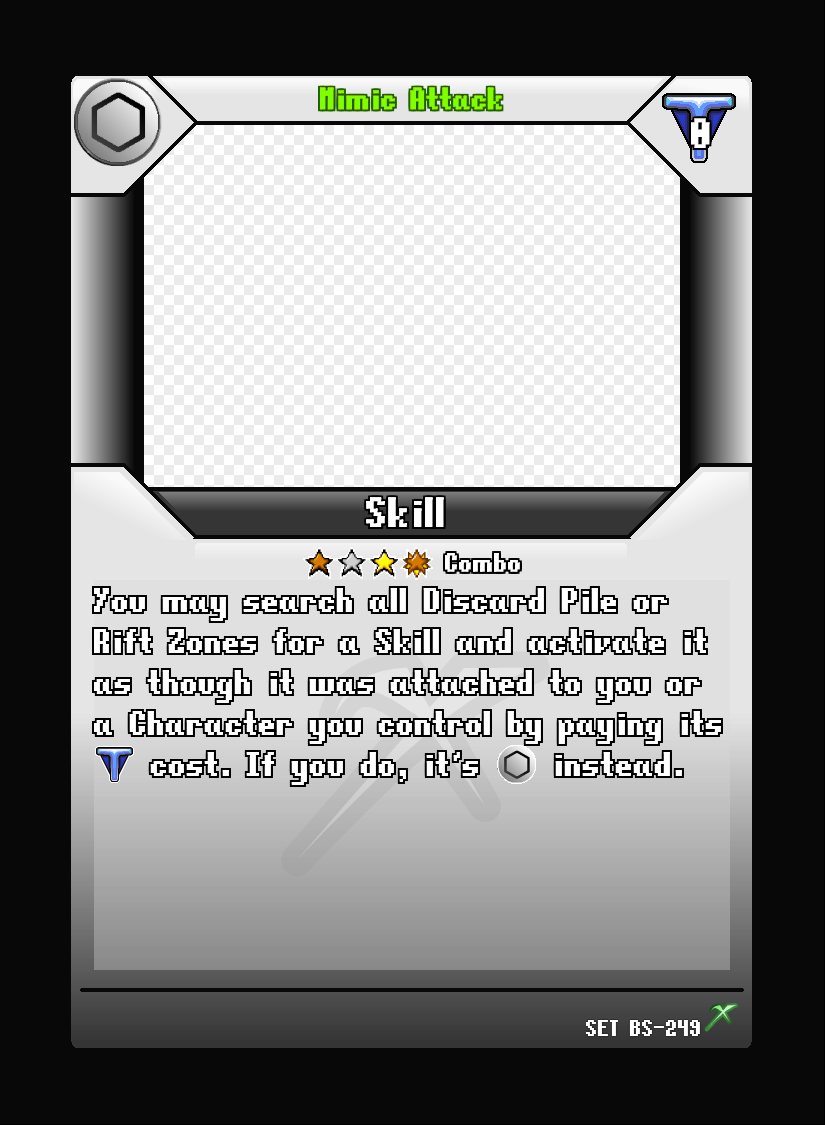 Mimic Attack
0
Skill
Combo
You may search all Discard Pile or
Rift Zones for a Skill and activate it
as though it was attached to you or
a Character you control by paying its
cost. If you do, it's instead.
SET BS-249